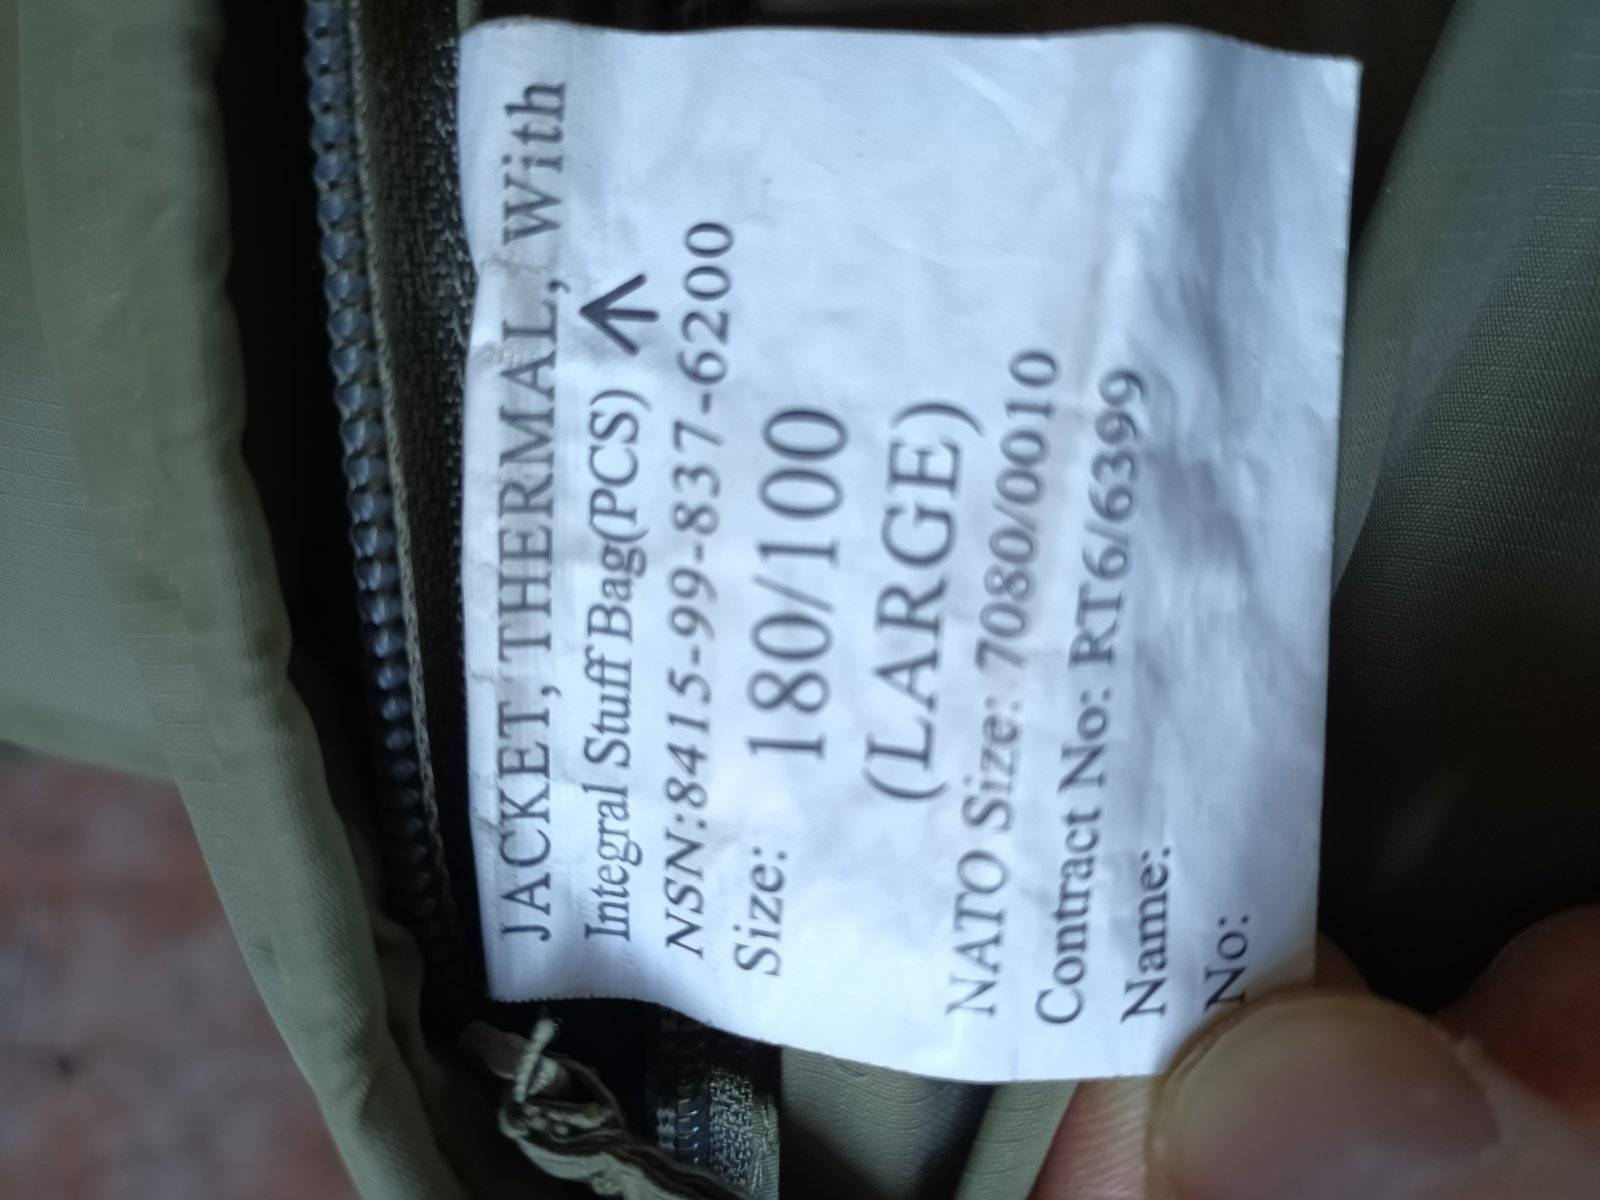 JACKET, THERMAL, With
Integral Stuff Bag(PCS)
NSN:8415-99-837-6200
Size: 180/100
(LARGE)
NATO Size: 7080/0010
Contract No: RT6/6399
Name:
No: